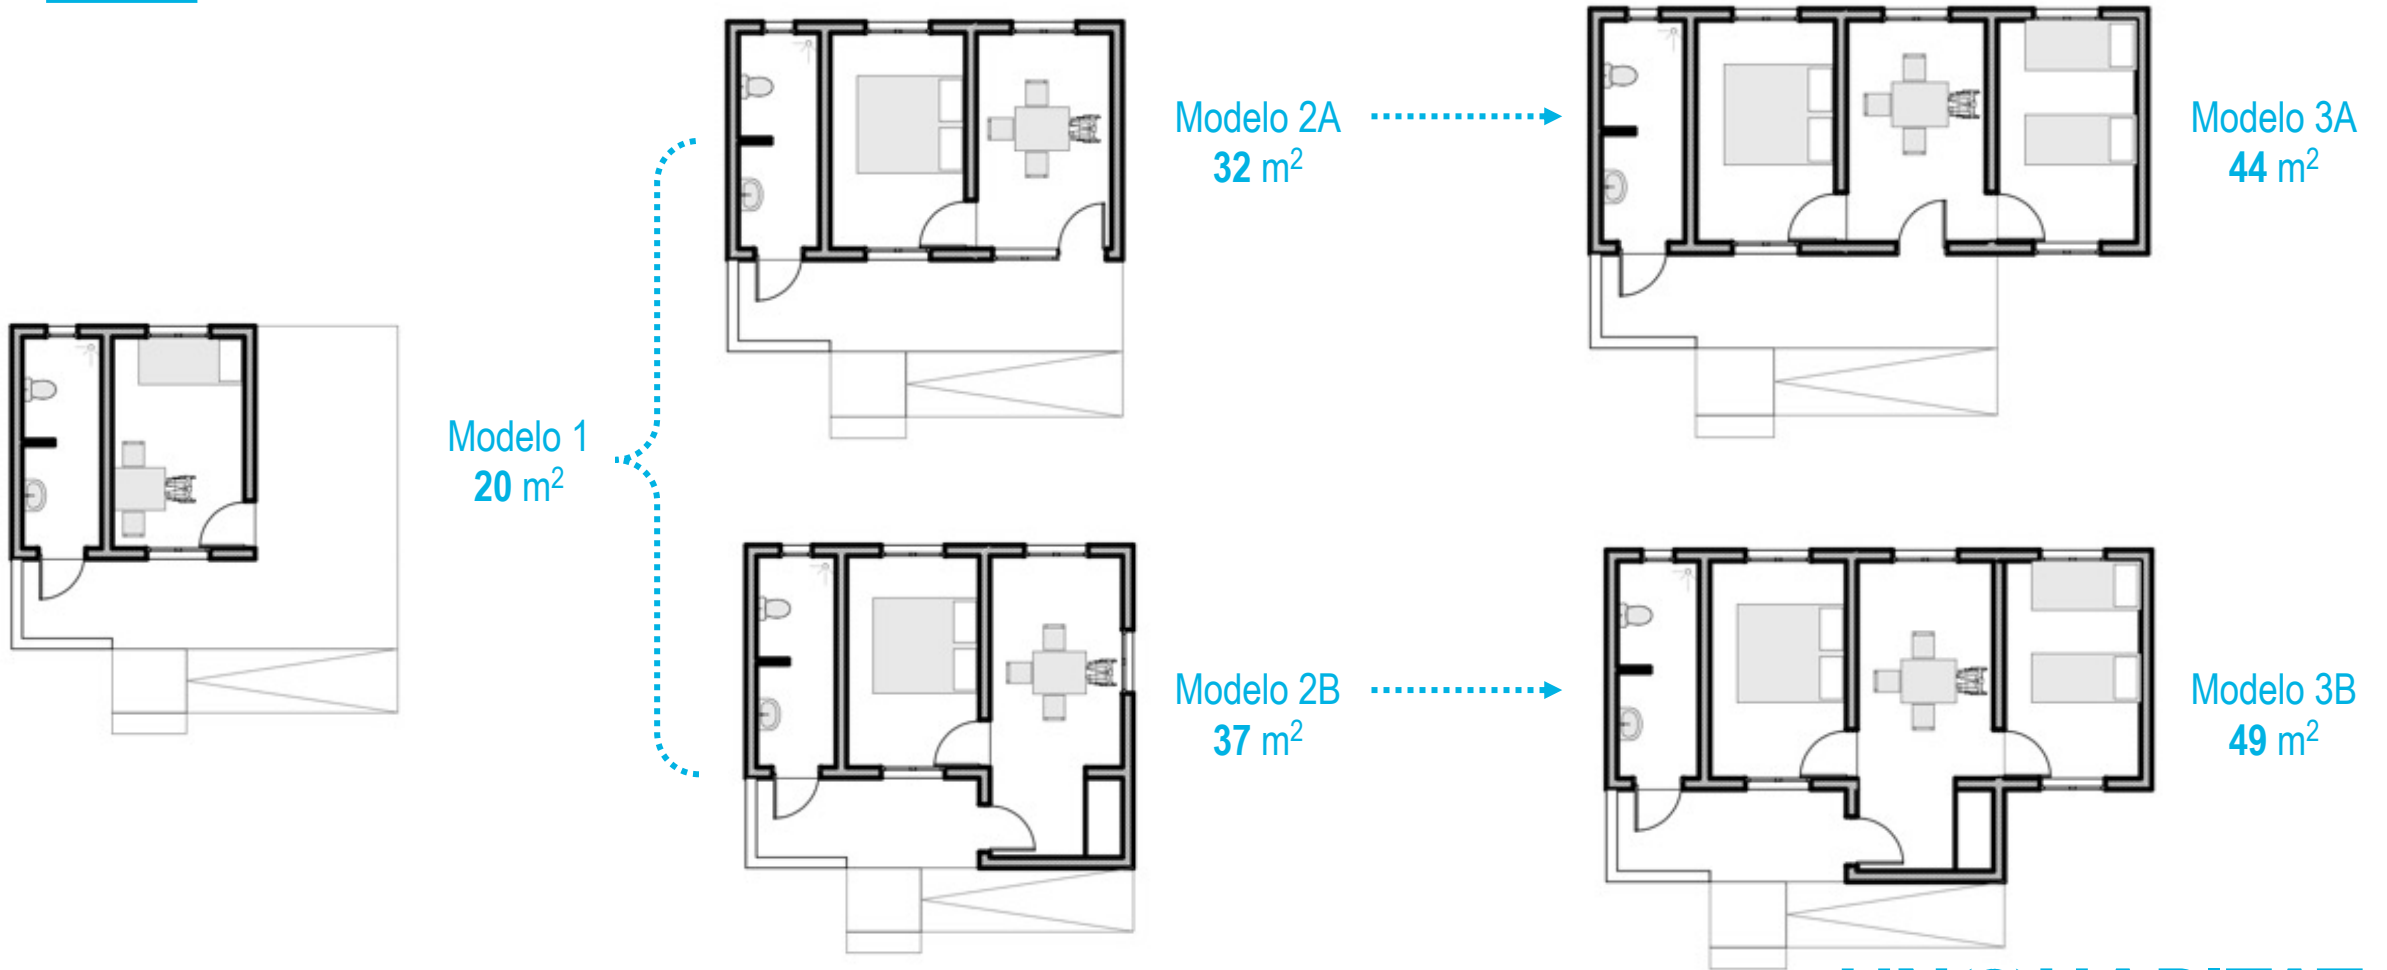 Modelo 1
20 m²
Modelo 2A
32 m²
Modelo 3A
44 m²
Modelo 2B
37 m²
Modelo 3B
49 m²